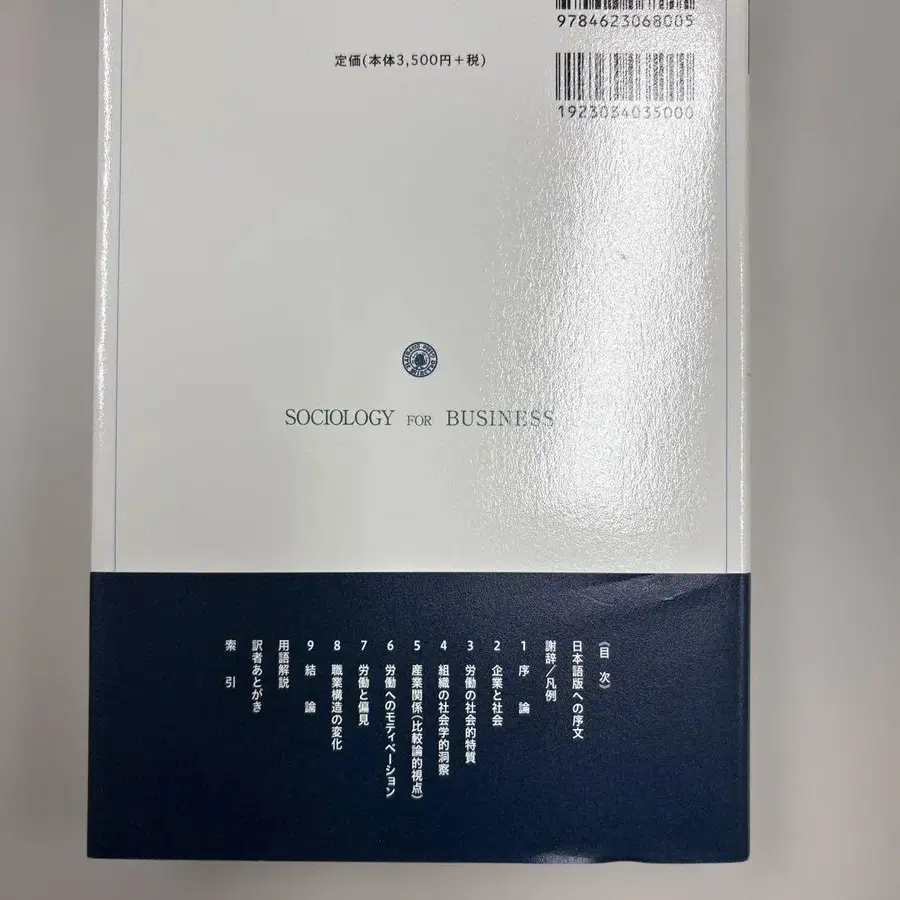 9784623068005
定価(本体3,500円+税)
1923034035000
SOCIOLOGY FOR BUSINESS
〈目 次〉
日本語版への序文
謝辞/凡例
1 序 論
2 企業と社会
3 労働の社会的特質
4 組織の社会学的洞察
5 産業関係(比較論的視点)
6 労働へのモティベーション
7 労働と偏見
8 職業構造の変化
9 結 論
用語解説
訳者あとがき
索 引